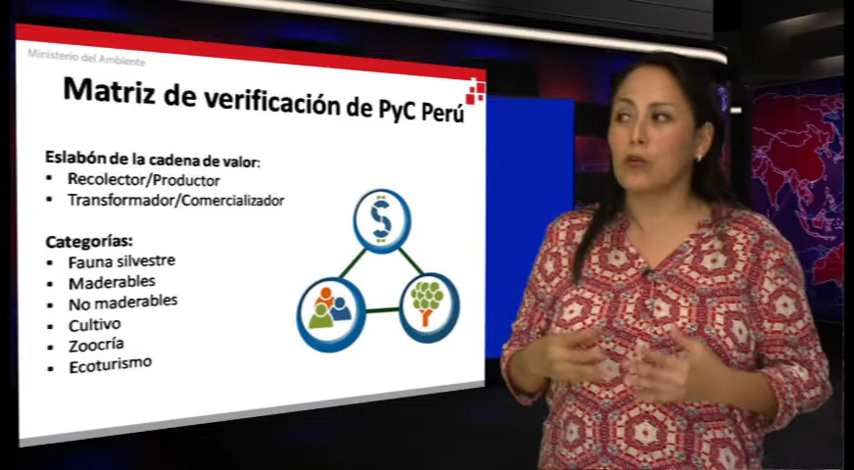 Ministerio del Ambiente
Matriz de verificación de PyC Perú
Eslabón de la cadena de valor:
▪ Recolector/Productor
▪ Transformador/Comercializador
Categorías:
▪ Fauna silvestre
▪ Maderables
▪ No maderables
▪ Cultivo
▪ Zoocría
▪ Ecoturismo
$